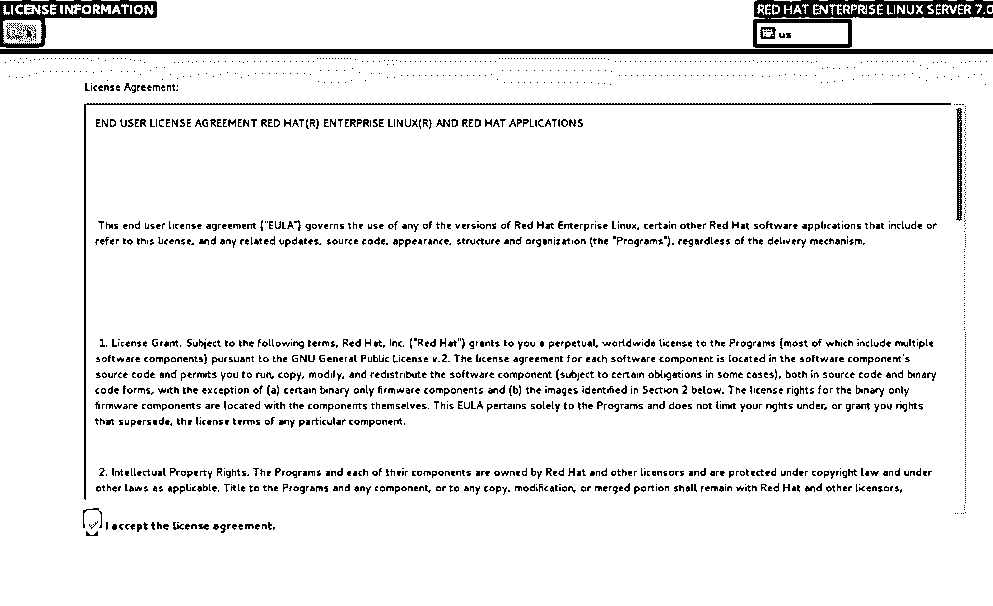 LICENSE INFORMATION
RED HAT ENTERPRISE LINUX SERVER 7.0
us
License Agreement:
END USER LICENSE AGREEMENT RED HAT(R) ENTERPRISE LINUX(R) AND RED HAT APPLICATIONS
This end user license agreement ("EULA") governs the use of any of the versions of Red Hat Enterprise Linux, certain other Red Hat software applications that include or
refer to this license, and any related updates, source code, appearance, structure and organization (the "Programs"), regardless of the delivery mechanism.
1. License Grant. Subject to the following terms, Red Hat, Inc. ("Red Hat") grants to you a perpetual, worldwide license to the Programs (most of which include multiple
software components) pursuant to the GNU General Public License v.2. The license agreement for each software component is located in the software component's
source code and permits you to run, copy, modify, and redistribute the software component (subject to certain obligations in some cases), both in source code and binary
code forms, with the exception of (a) certain binary only firmware components and (b) the images identified in Section 2 below. The license rights for the binary only
firmware components are located with the components themselves. This EULA pertains solely to the Programs and does not limit your rights under, or grant you rights
that supersede, the license terms of any particular component.
2. Intellectual Property Rights. The Programs and each of their components are owned by Red Hat and other licensors and are protected under copyright law and under
other laws as applicable. Title to the Programs and any component, or to any copy, modification, or merged portion shall remain with Red Hat and other licensors,
I accept the license agreement.